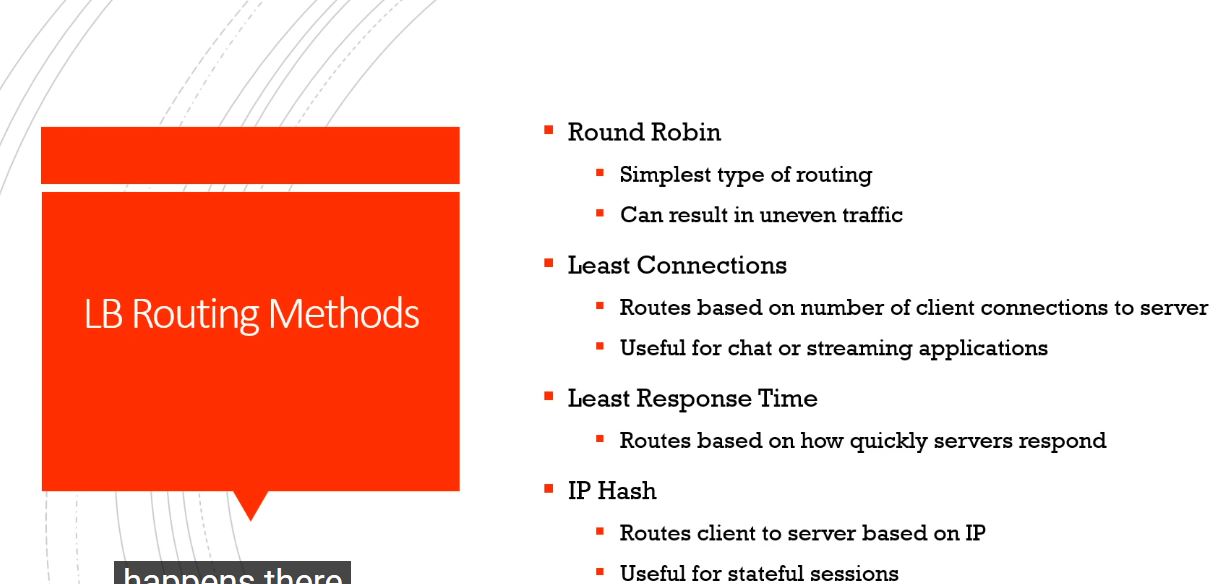 LB Routing Methods
Round Robin
Simplest type of routing
Can result in uneven traffic
Least Connections
Routes based on number of client connections to server
Useful for chat or streaming applications
Least Response Time
Routes based on how quickly servers respond
IP Hash
Routes client to server based on IP
Useful for stateful sessions
happens there